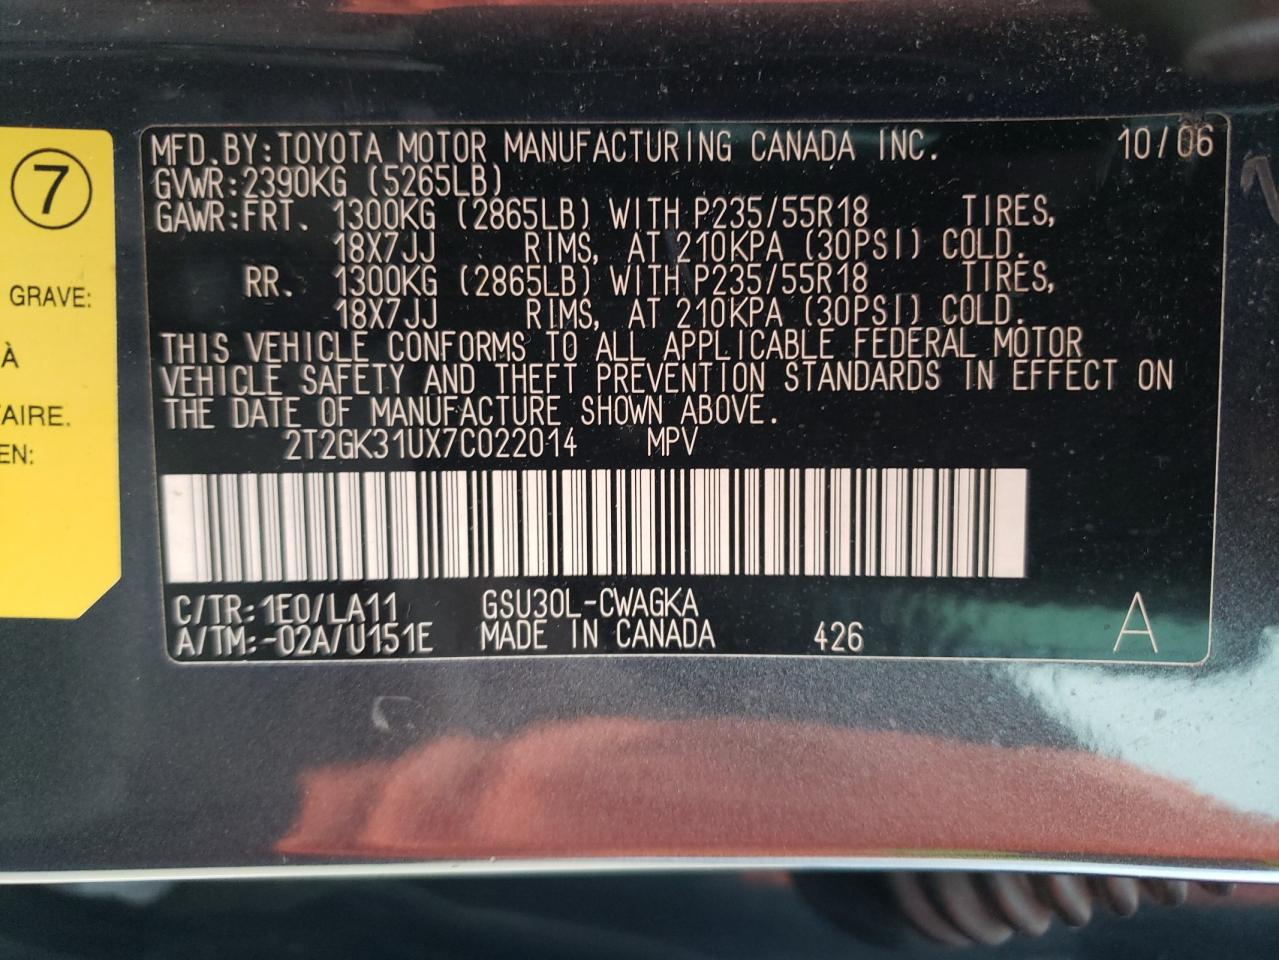 7
GRAVE:
À
AIRE.
EN:
MFD.BY:TOYOTA MOTOR MANUFACTURING CANADA INC. 10/06
GVWR:2390KG (5265LB)
GAWR:FRT. 1300KG (2865LB) WITH P235/55R18 TIRES,
18X7JJ RIMS, AT 210KPA (30PSI) COLD.
RR. 1300KG (2865LB) WITH P235/55R18 TIRES,
18X7JJ RIMS, AT 210KPA (30PSI) COLD.
THIS VEHICLE CONFORMS TO ALL APPLICABLE FEDERAL MOTOR
VEHICLE SAFETY AND THEFT PREVENTION STANDARDS IN EFFECT ON
THE DATE OF MANUFACTURE SHOWN ABOVE.
2T2GK31UX7C022014 MPV
C/TR:1E0/LA11 GSU30L-CWAGKA
A/TM:-02A/U151E MADE IN CANADA 426 A